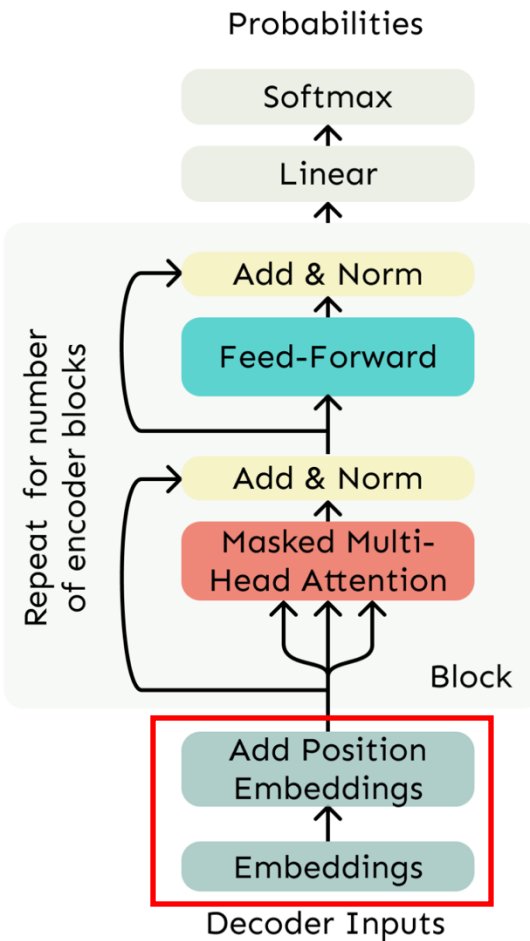 Probabilities
Softmax
Linear
Add & Norm
Feed-Forward
Repeat for number
of encoder blocks
Add & Norm
Masked Multi-
Head Attention
Block
Add Position
Embeddings
Embeddings
Decoder Inputs